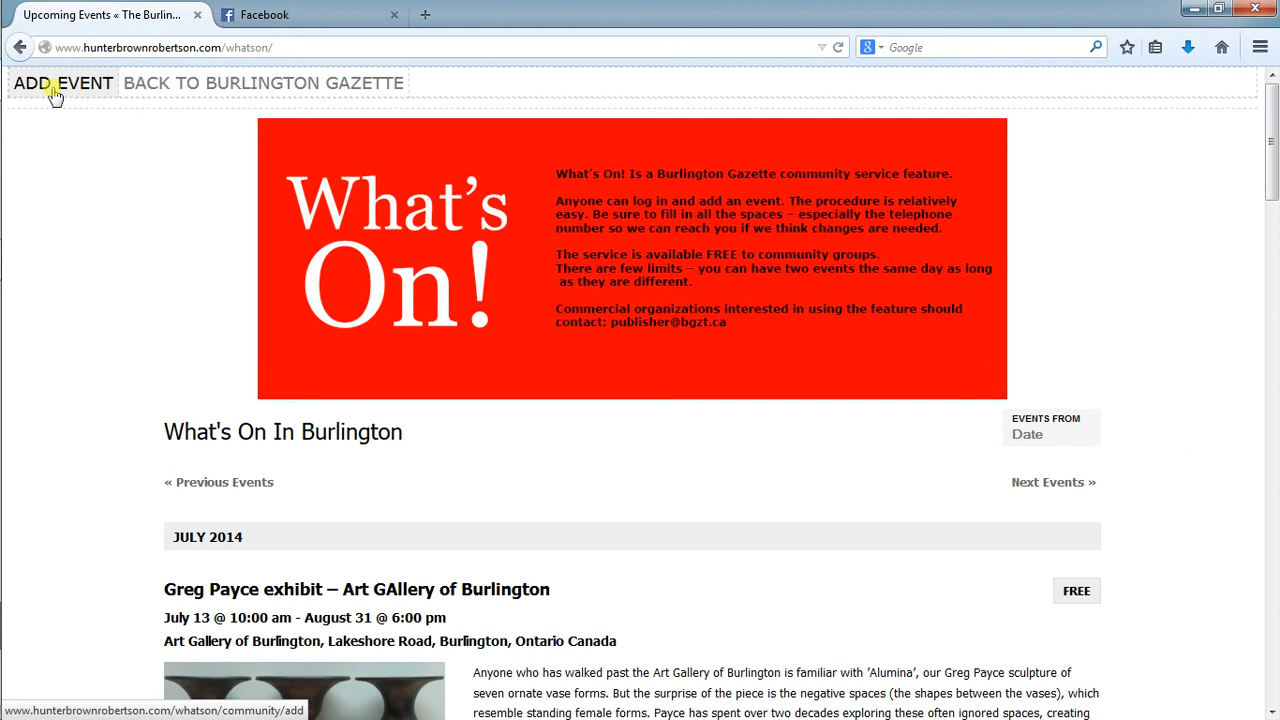 Upcoming Events « The Burlin...
Facebook
www.hunterbrownrobertson.com/whatson/
Google
ADD EVENT
BACK TO BURLINGTON GAZETTE
What's
On!
What's On! Is a Burlington Gazette community service feature.
Anyone can log in and add an event. The procedure is relatively
easy. Be sure to fill in all the spaces – especially the telephone
number so we can reach you if we think changes are needed.
The service is available FREE to community groups.
There are few limits – you can have two events the same day as long
as they are different.
Commercial organizations interested in using the feature should
contact: publisher@bgzt.ca
What's On In Burlington
EVENTS FROM
Date
« Previous Events
Next Events »
JULY 2014
Greg Payce exhibit – Art GAllery of Burlington
FREE
July 13 @ 10:00 am - August 31 @ 6:00 pm
Art Gallery of Burlington, Lakeshore Road, Burlington, Ontario Canada
Anyone who has walked past the Art Gallery of Burlington is familiar with ‘Alumina’, our Greg Payce sculpture of
seven ornate vase forms. But the surprise of the piece is the negative spaces (the shapes between the vases), which
resemble standing female forms. Payce has spent over two decades exploring these often ignored spaces, creating
www.hunterbrownrobertson.com/whatson/community/add